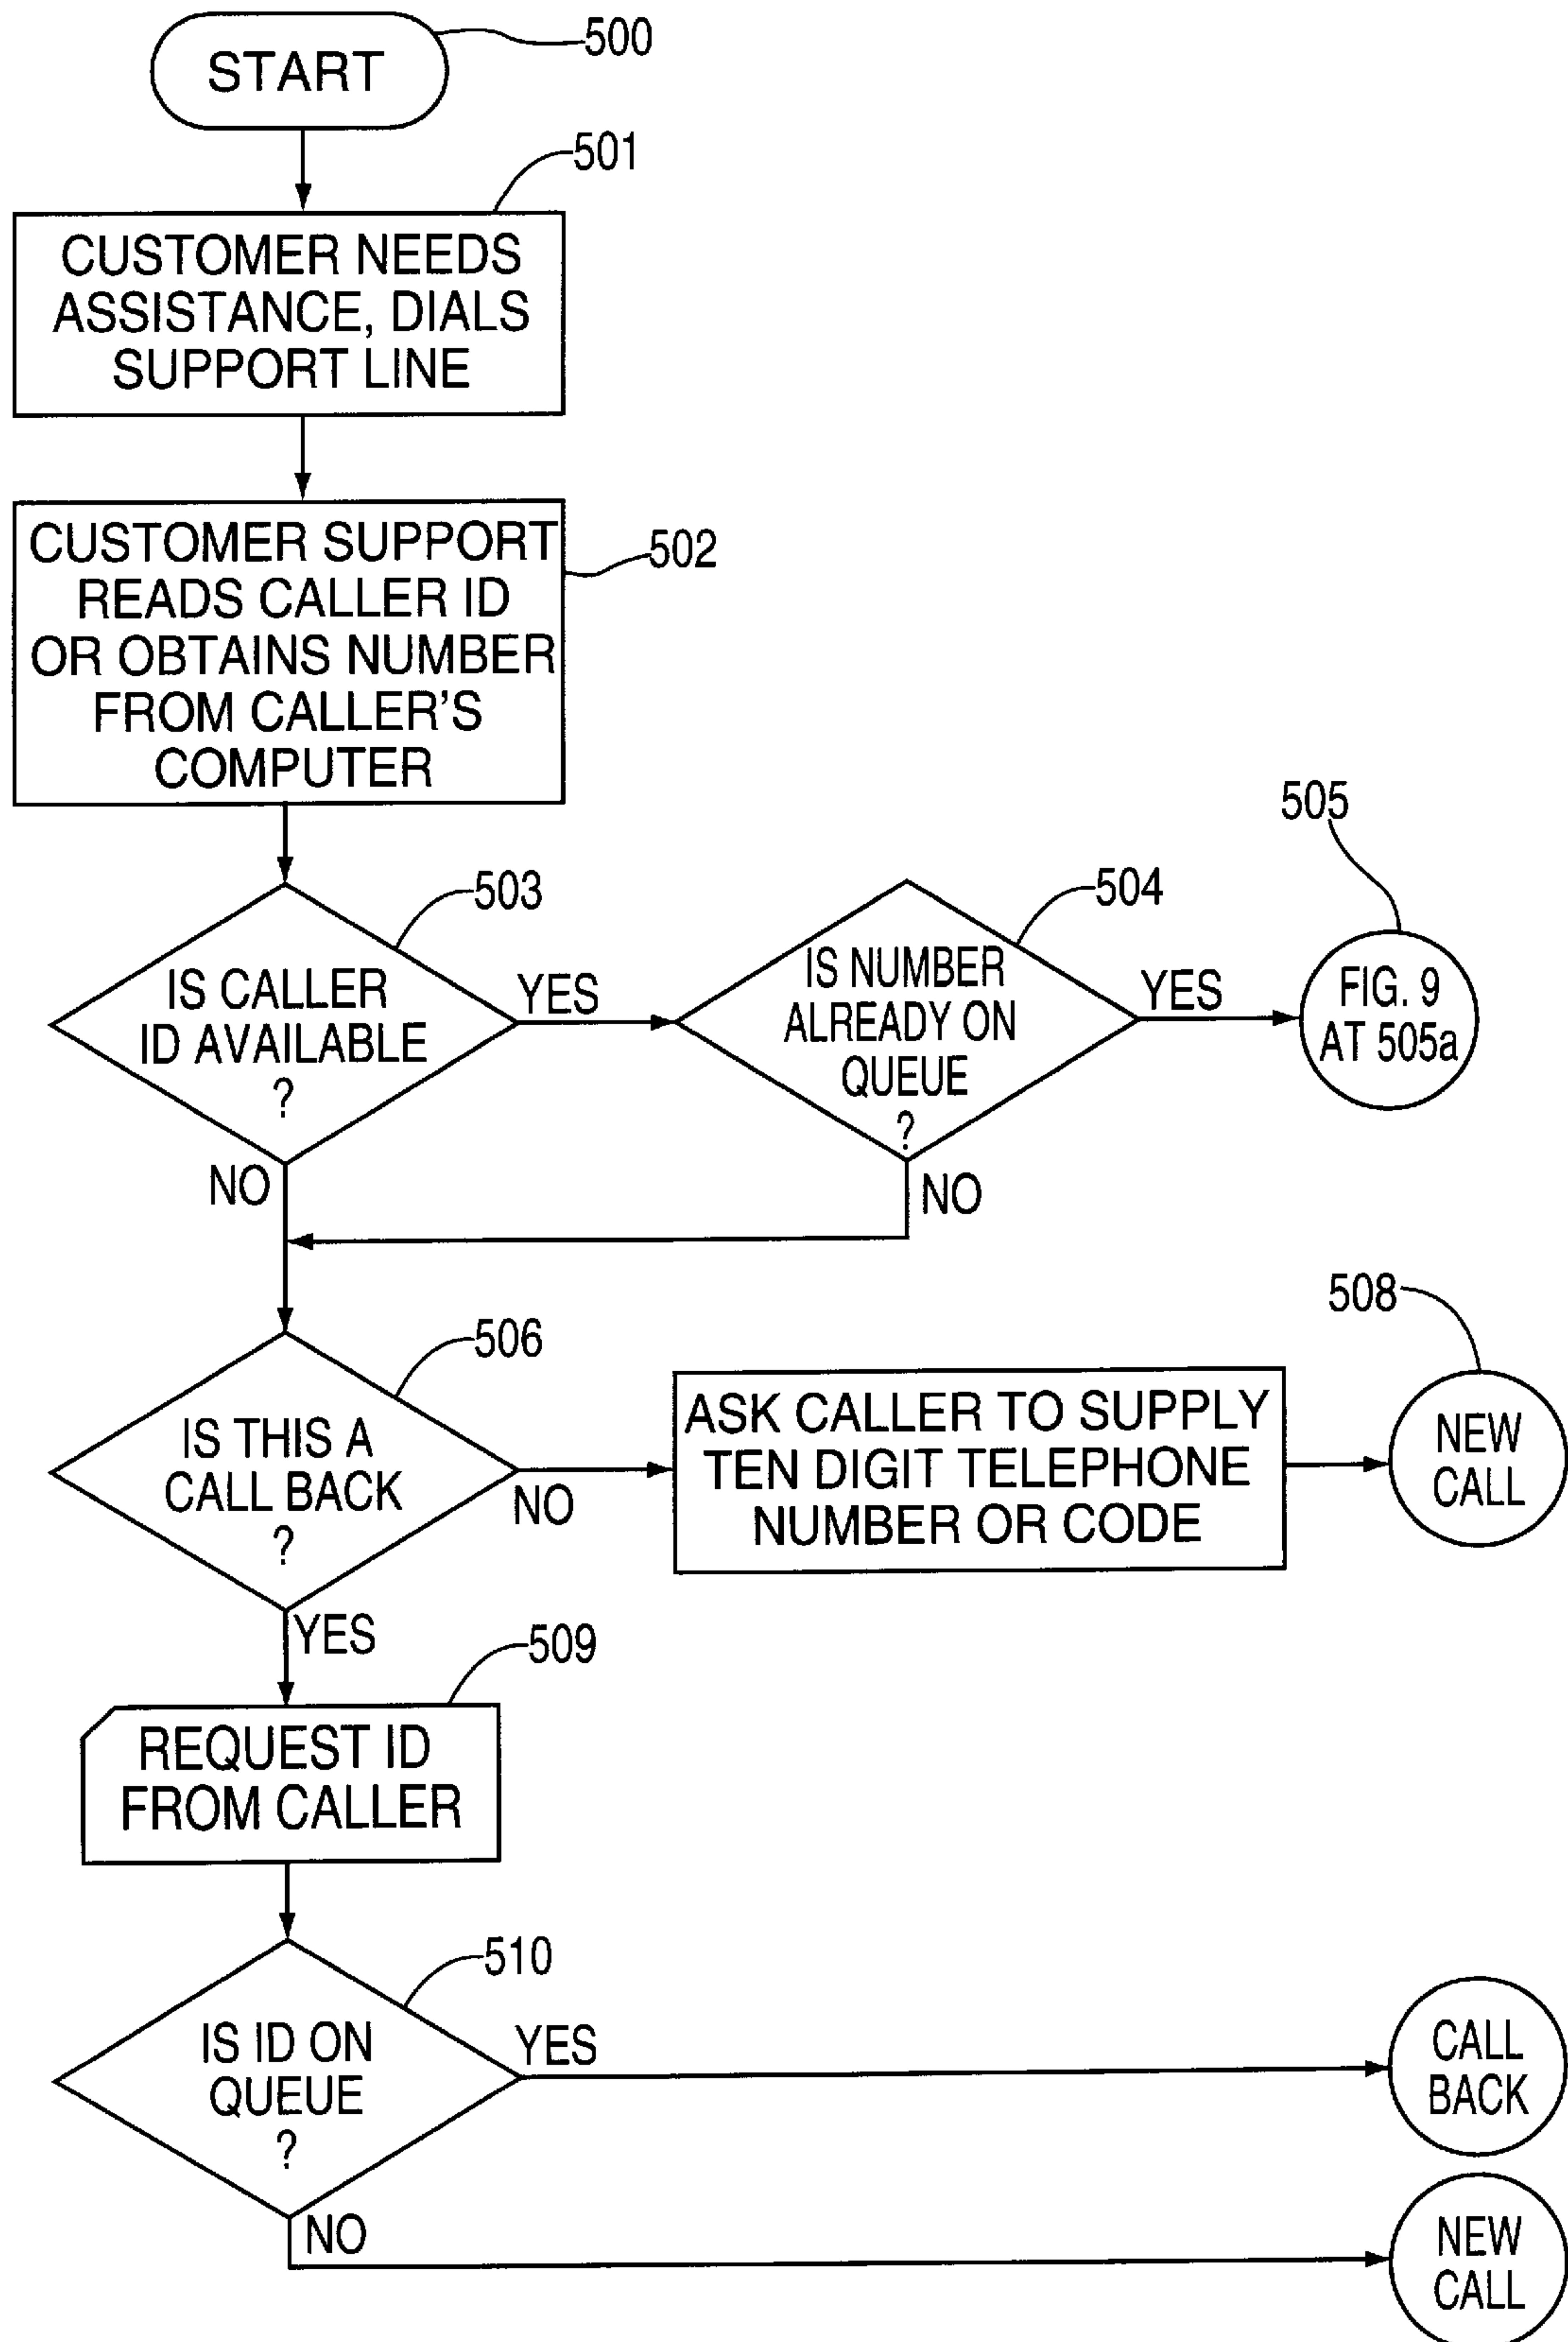 START
500
501
CUSTOMER NEEDS
ASSISTANCE, DIALS
SUPPORT LINE
CUSTOMER SUPPORT
READS CALLER ID
OR OBTAINS NUMBER
FROM CALLER'S
COMPUTER
502
503
IS CALLER
ID AVAILABLE
?
YES
NO
504
IS NUMBER
ALREADY ON
QUEUE
?
YES
NO
505
FIG. 9
AT 505a
506
IS THIS A
CALL BACK
?
NO
YES
ASK CALLER TO SUPPLY
TEN DIGIT TELEPHONE
NUMBER OR CODE
508
NEW
CALL
509
REQUEST ID
FROM CALLER
510
IS ID ON
QUEUE
?
YES
CALL
BACK
NO
NEW
CALL